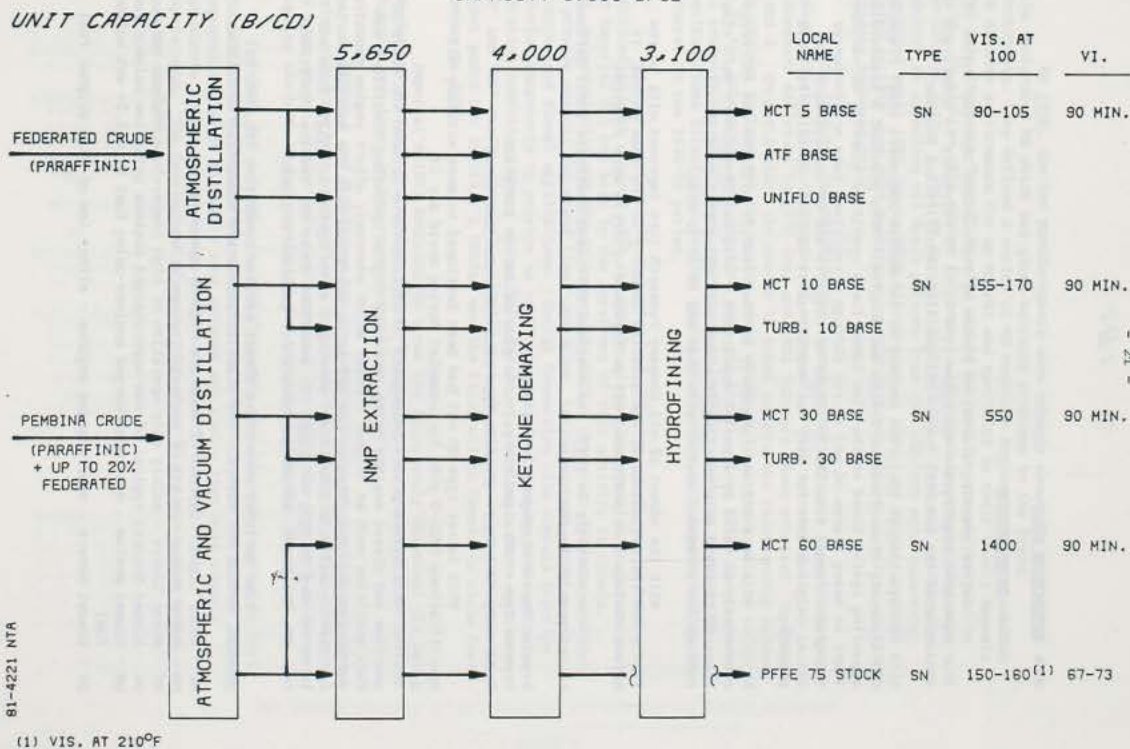 UNIT CAPACITY (B/CD)
5,650
4,000
3,100
LOCAL NAME
TYPE
VIS. AT 100
VI.
FEDERATED CRUDE
(PARAFFINIC)
ATMOSPHERIC
DISTILLATION
PEMBINA CRUDE
(PARAFFINIC)
+ UP TO 20%
FEDERATED
ATMOSPHERIC AND VACUUM DISTILLATION
NMP EXTRACTION
KETONE DEWAXING
HYDROFINING
MCT 5 BASE SN 90-105 90 MIN.
ATF BASE
UNIFLO BASE
MCT 10 BASE SN 155-170 90 MIN.
TURB. 10 BASE
MCT 30 BASE SN 550 90 MIN.
TURB. 30 BASE
MCT 60 BASE SN 1400 90 MIN.
PFFE 75 STOCK SN 150-160(1) 67-73
81-4221 NTA
(1) VIS. AT 210°F